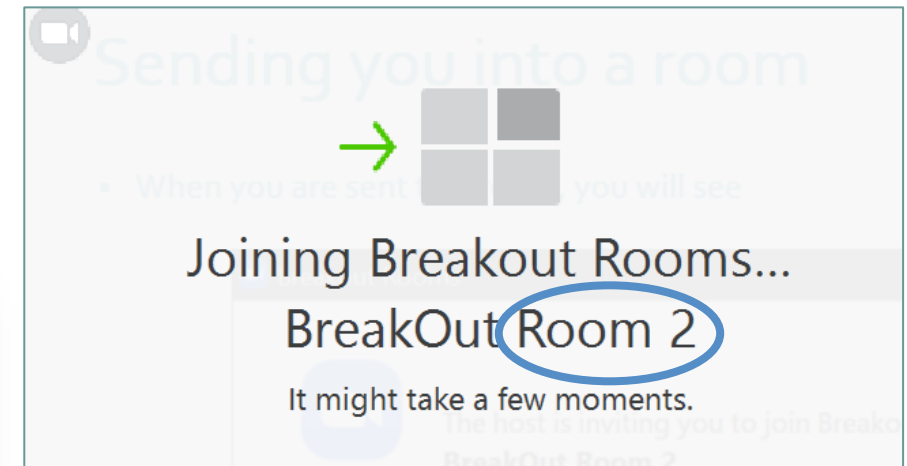 Sending you into a room
• When you are sent t , you will see
Joining Breakout Rooms...
BreakOut Room 2
It might take a few moments.
The host is inviting you to join Breako
BreakOut Room 2